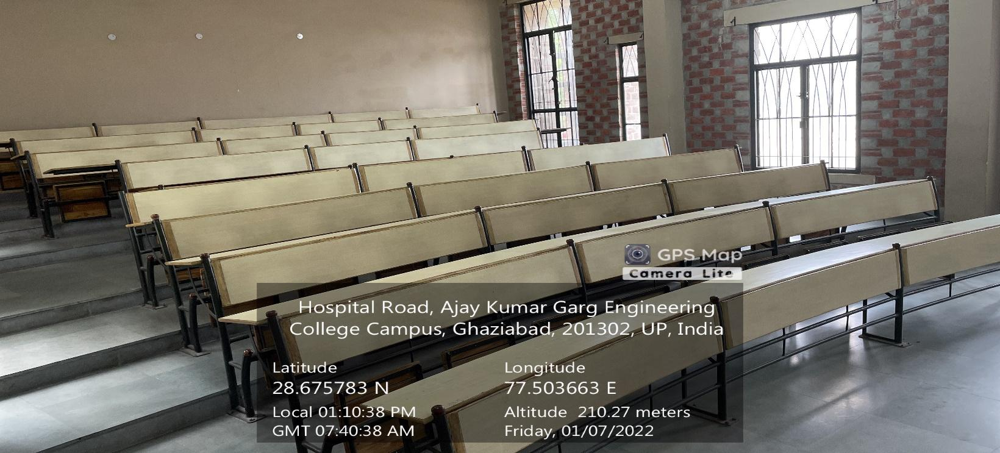 GPS Map
Camera Lite
Hospital Road, Ajay Kumar Garg Engineering
College Campus, Ghaziabad, 201302, UP, India
Latitude
28.675783 N
Longitude
77.503663 E
Local 01:10:38 PM
GMT 07:40:38 AM
Altitude 210.27 meters
Friday, 01/07/2022